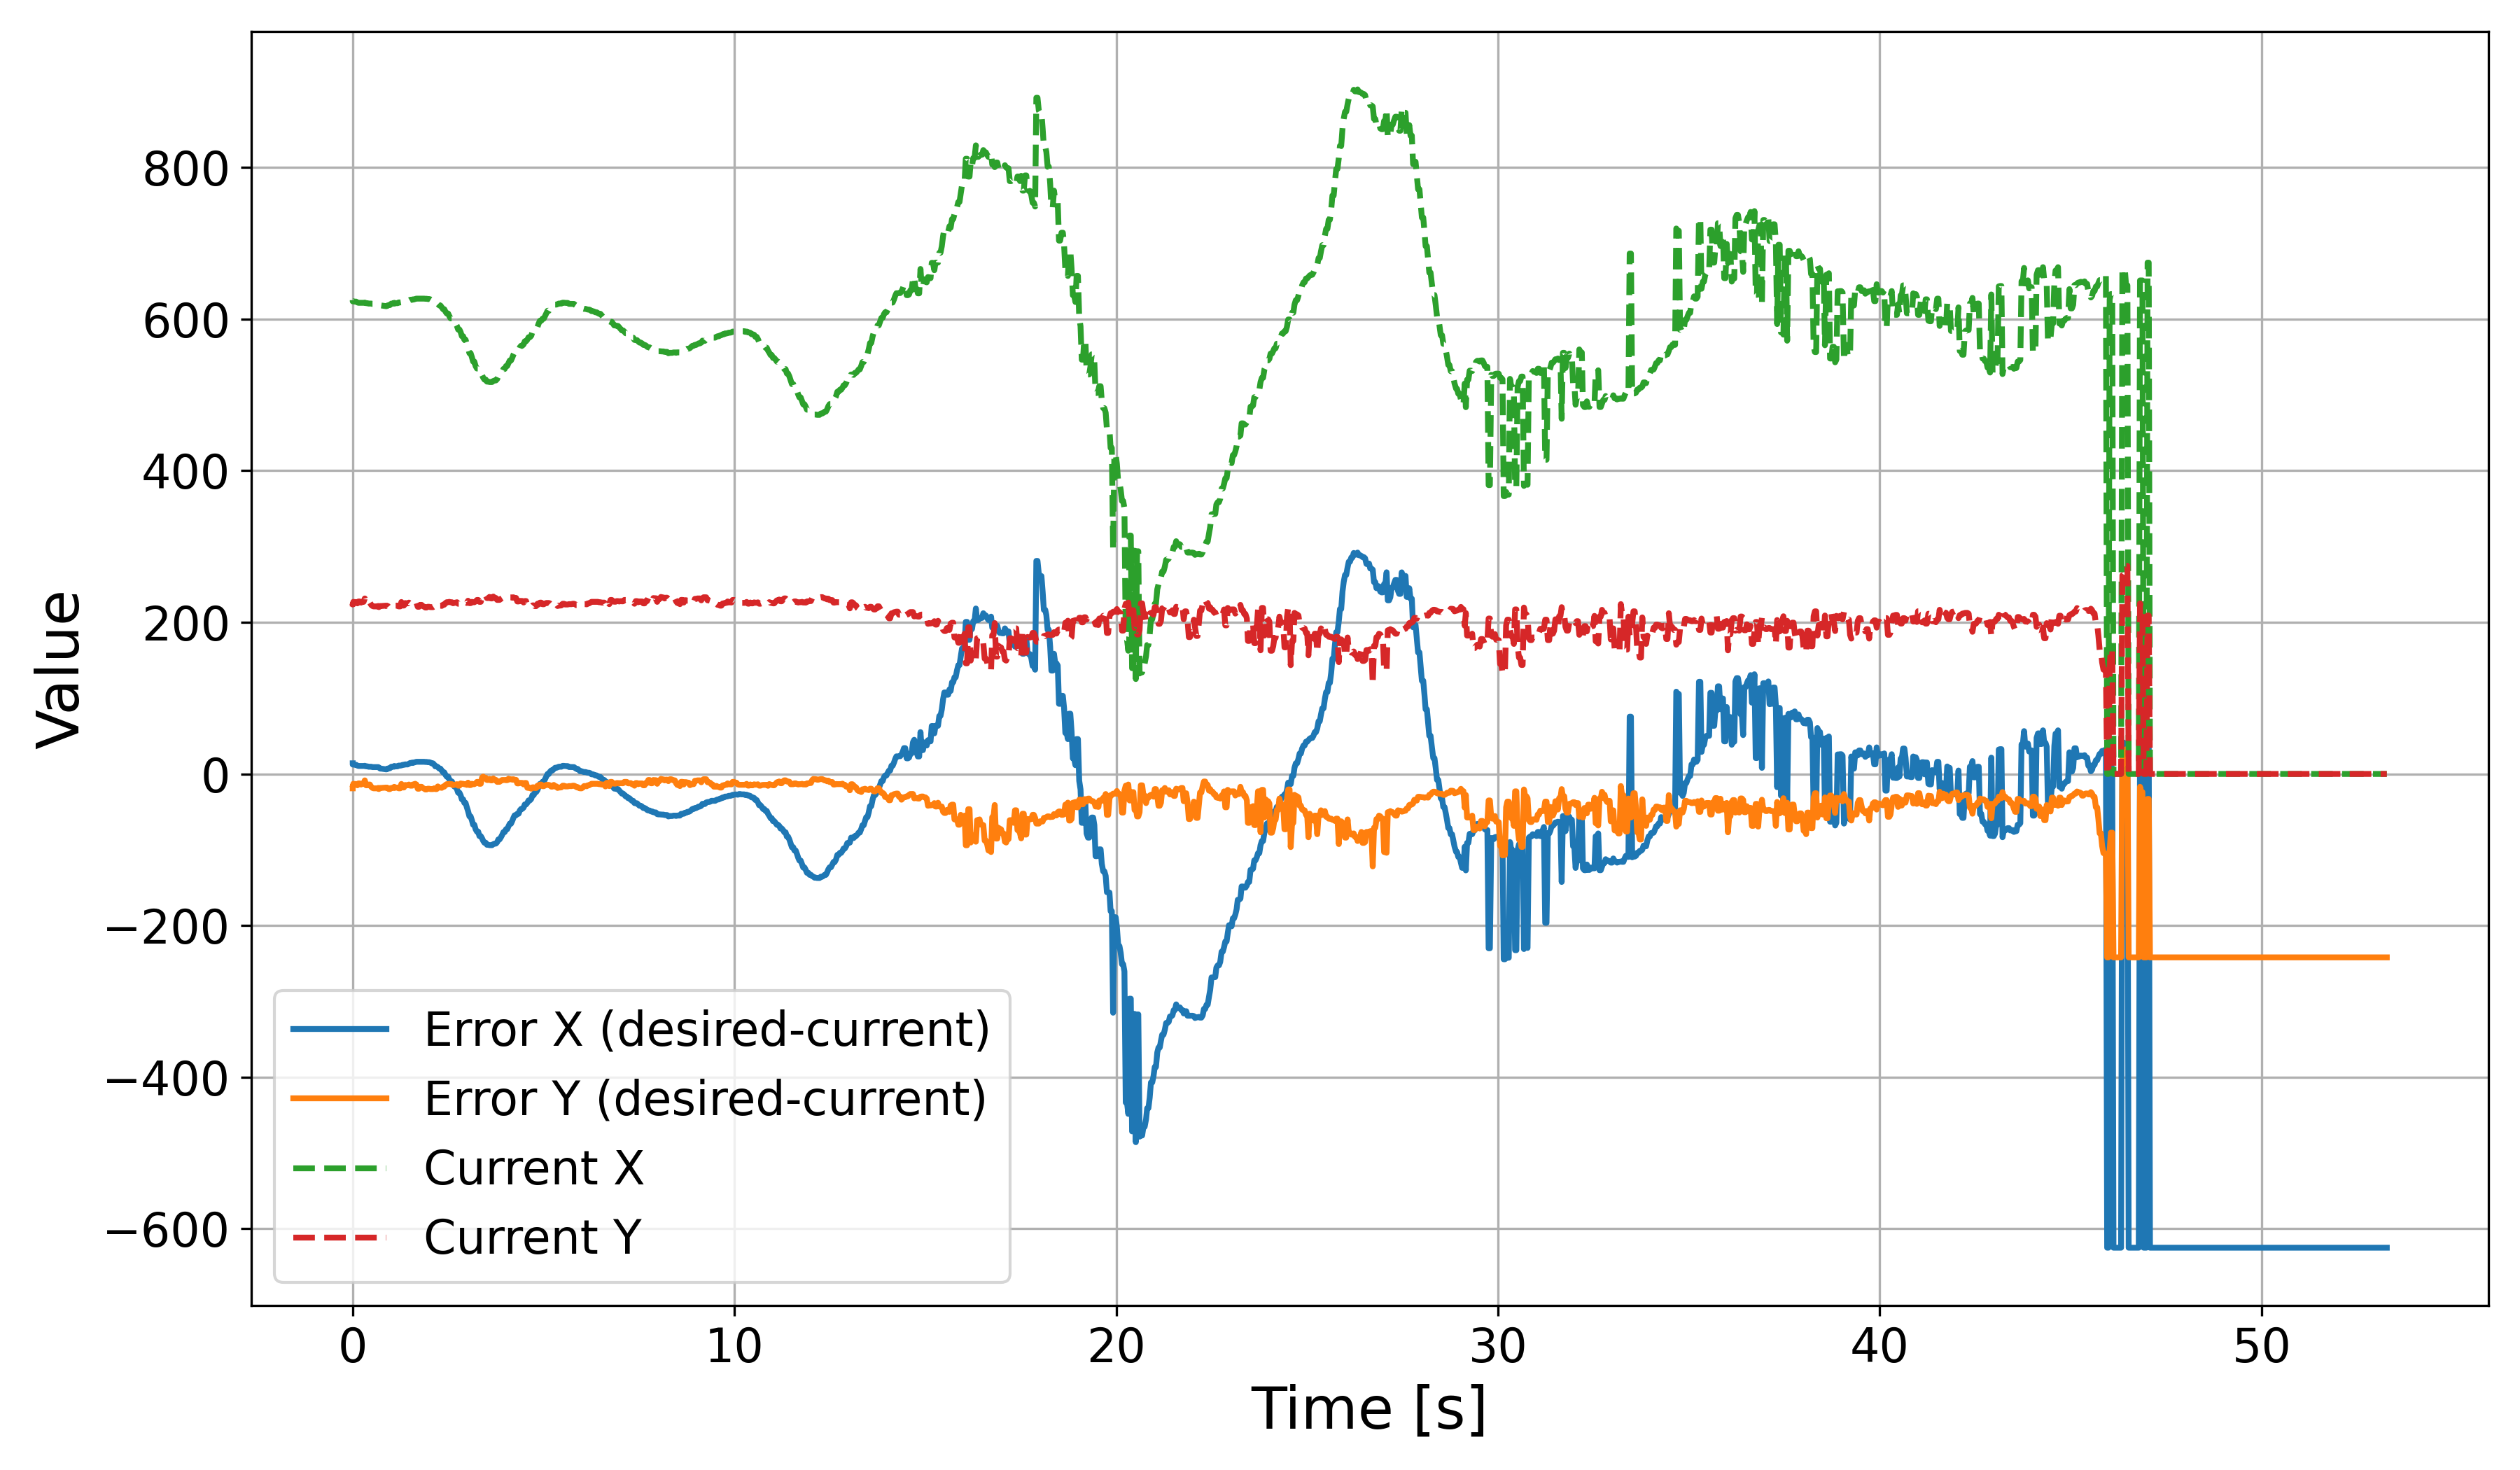 Value
800
600
400
200
0
−200
−400
−600
Error X (desired-current)
Error Y (desired-current)
Current X
Current Y
0 10 20 30 40 50
Time [s]